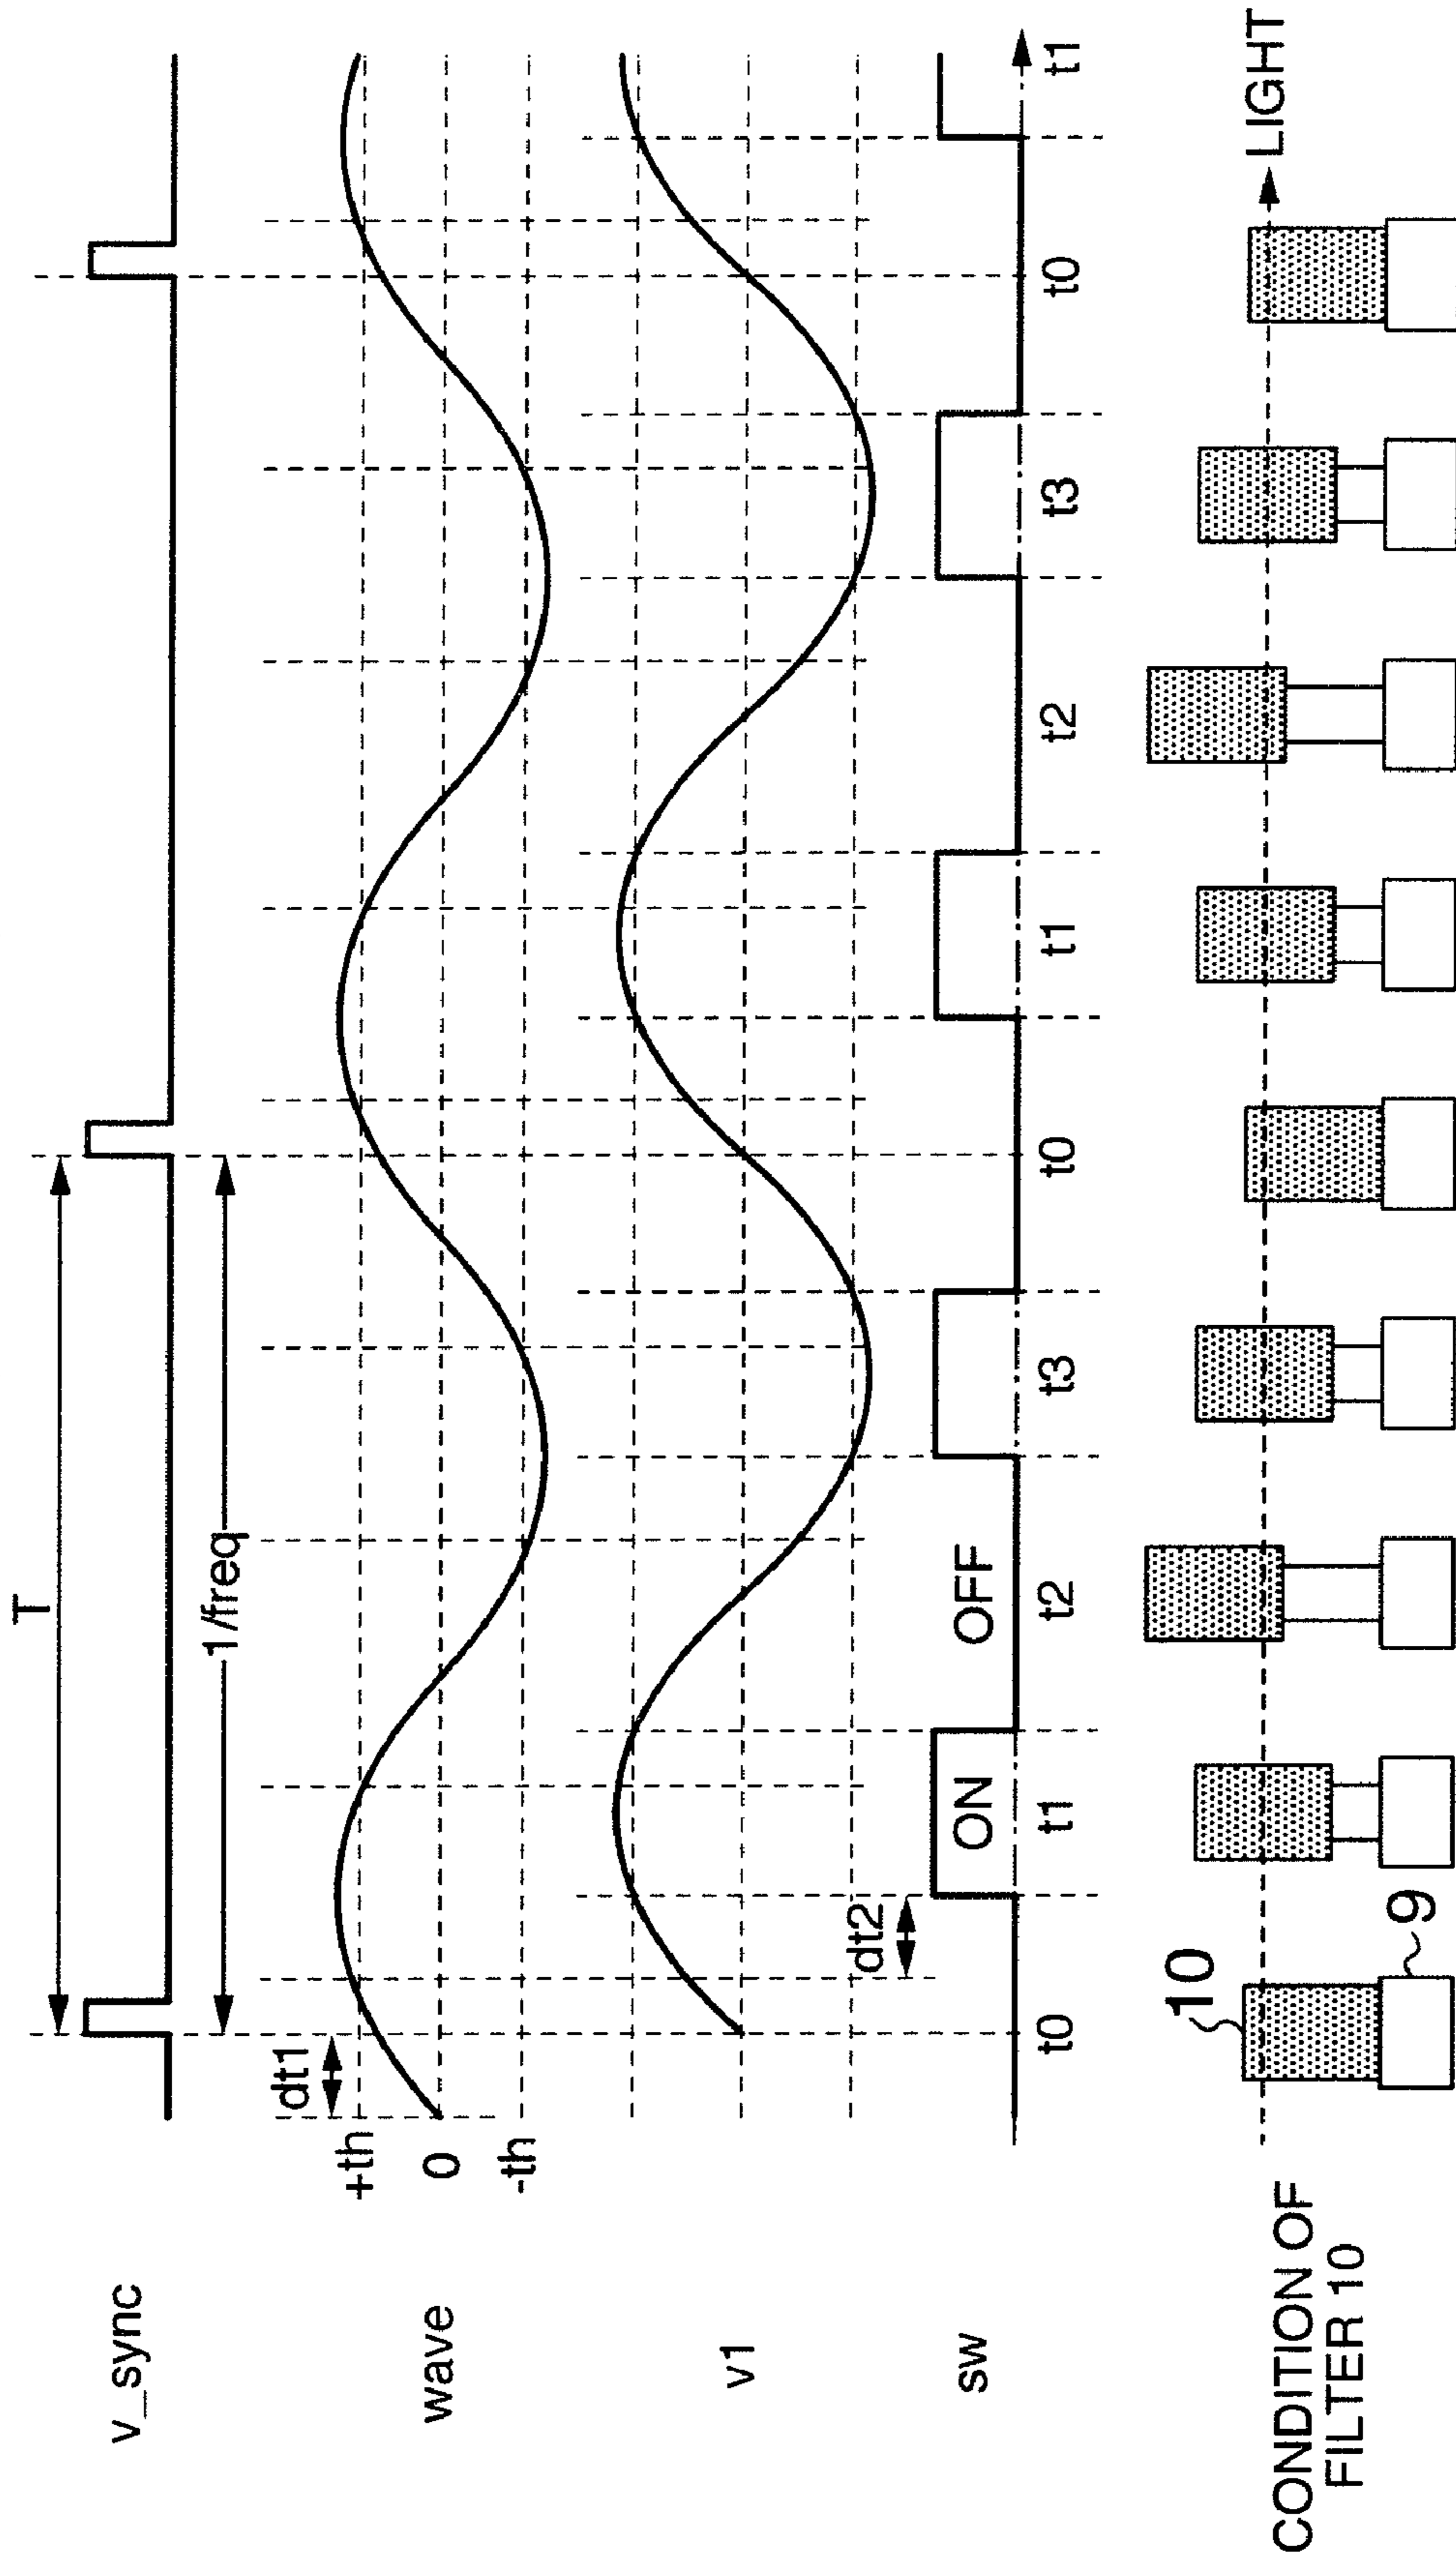 T
1/freq
v_sync
dt1
+th
0
-th
wave
v1
dt2
ON
OFF
sw
t0
t1
t2
t3
t0
t1
t2
t3
t0
t1
10
9
LIGHT
CONDITION OF
FILTER 10